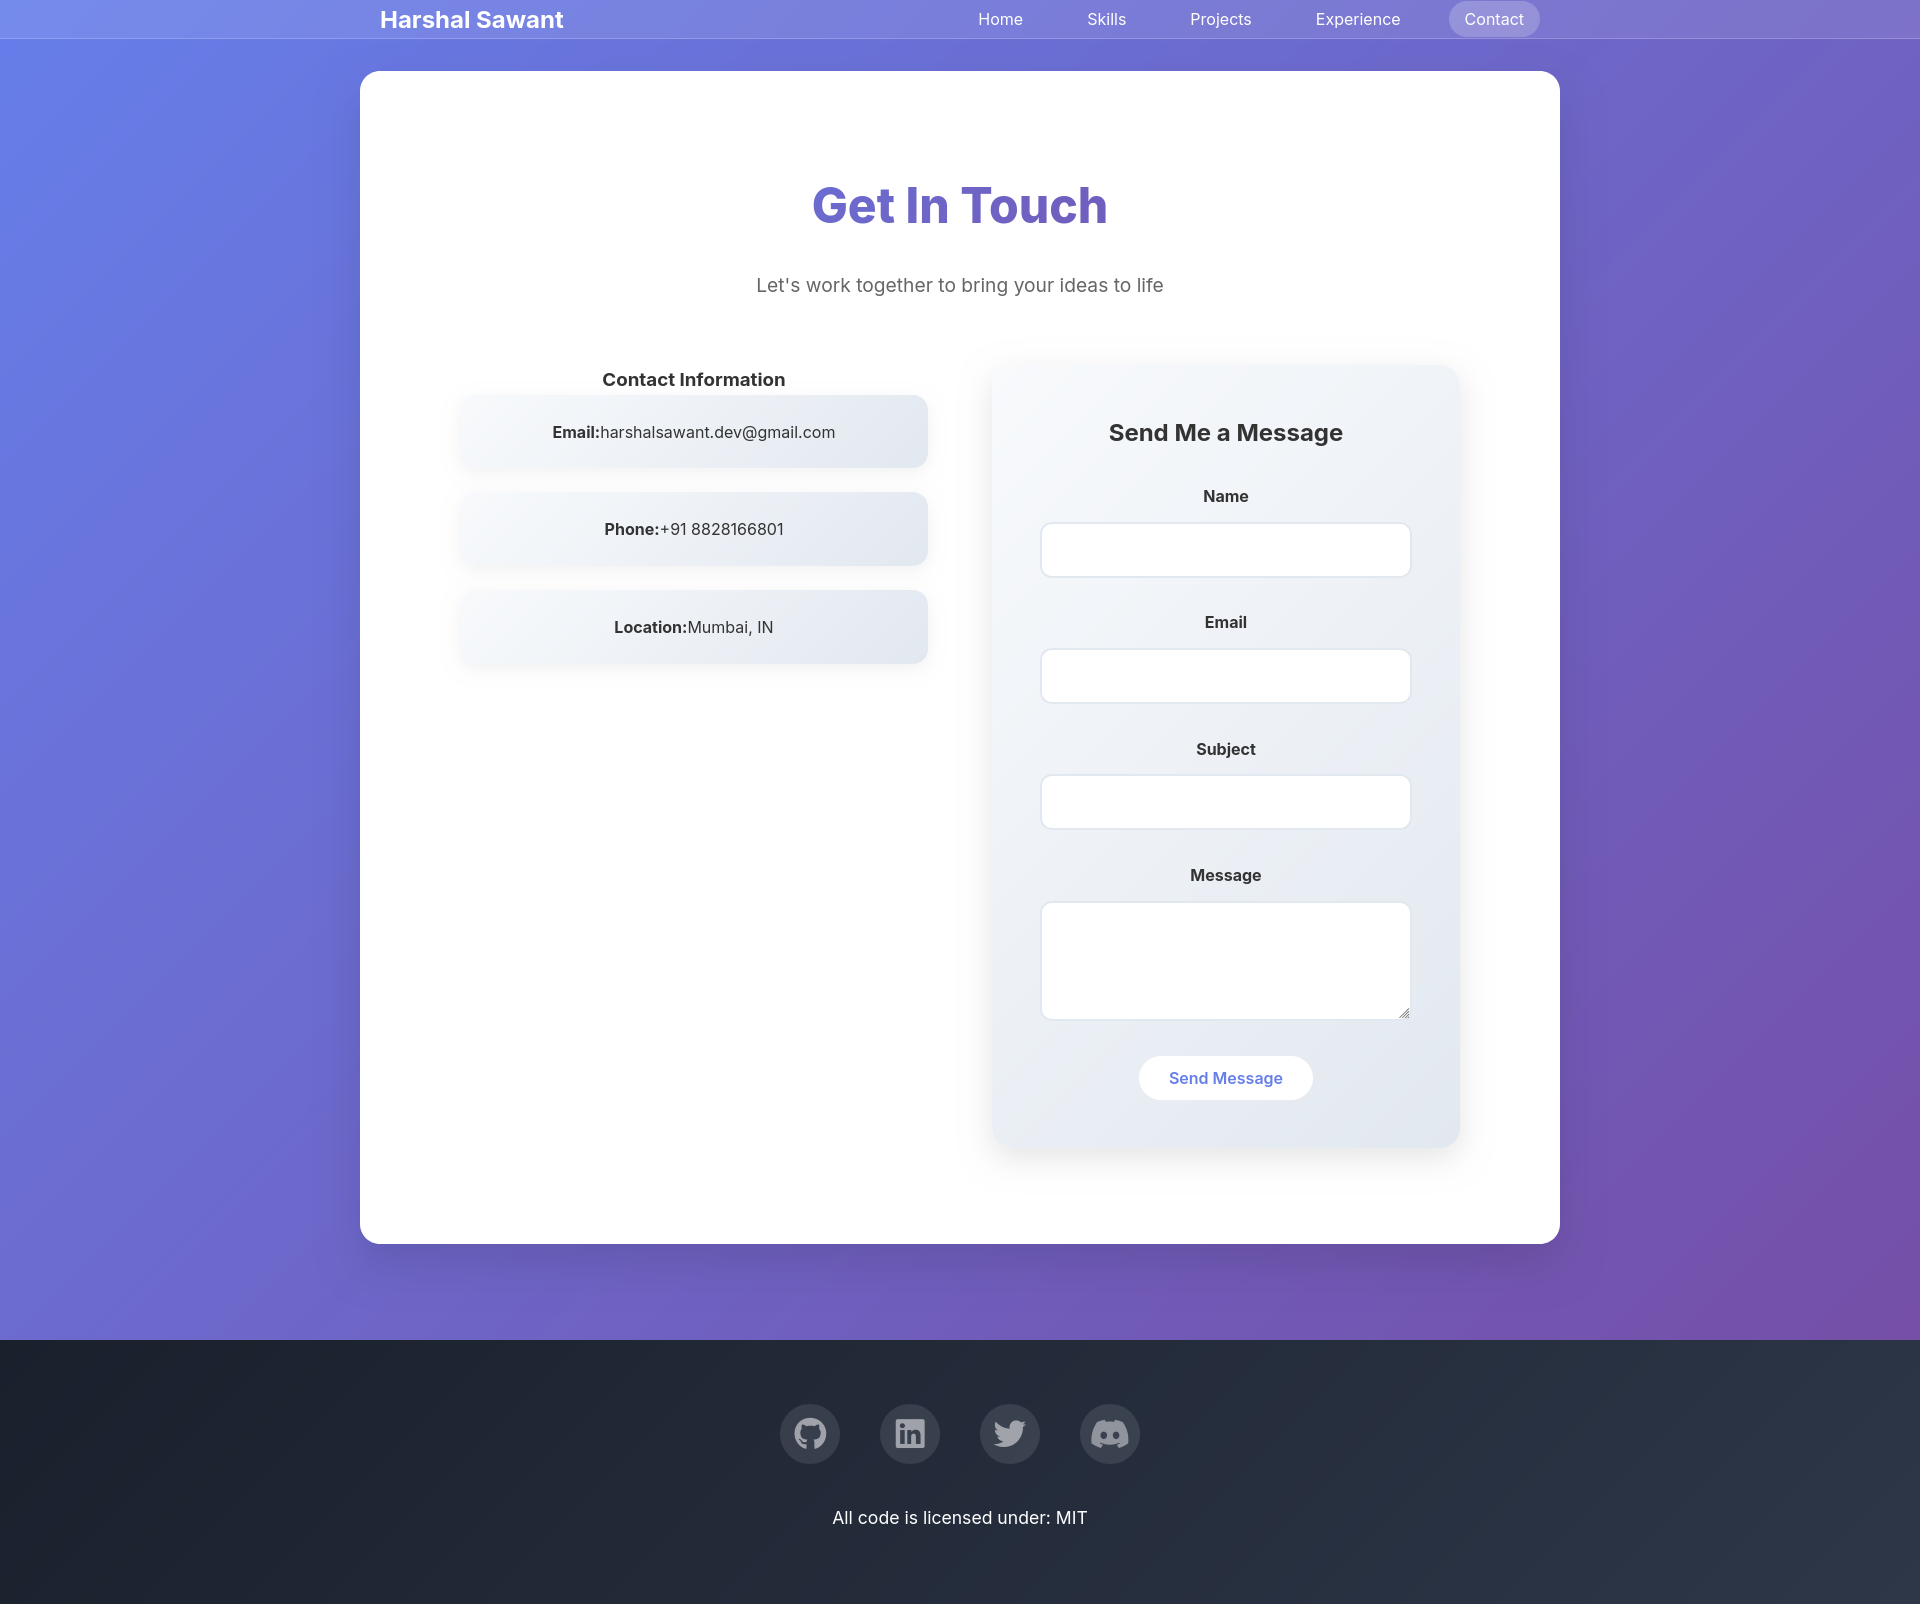 Harshal Sawant
Home
Skills
Projects
Experience
Contact
Get In Touch
Let's work together to bring your ideas to life
Contact Information
Email:harshalsawant.dev@gmail.com
Phone:+91 8828166801
Location:Mumbai, IN
Send Me a Message
Name
Email
Subject
Message
Send Message
All code is licensed under: MIT